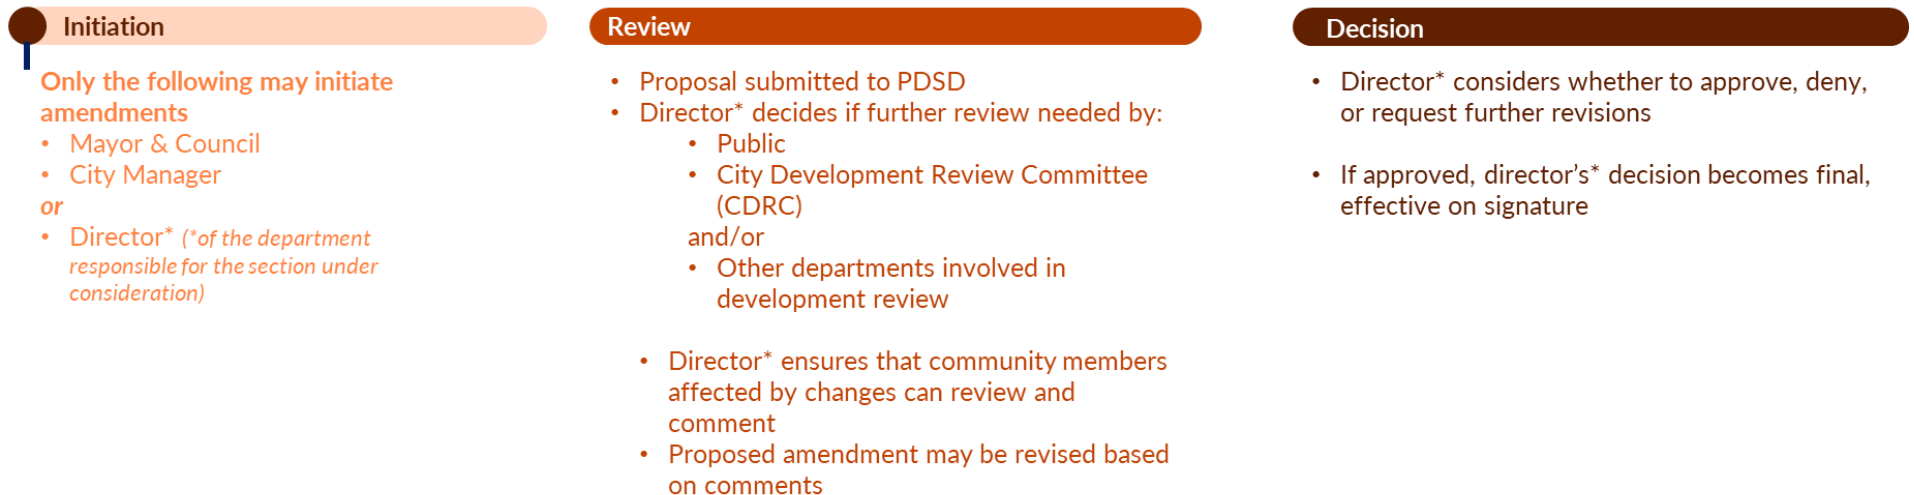 Initiation
Only the following may initiate
amendments
• Mayor & Council
• City Manager
or
• Director* (*of the department
responsible for the section under
consideration)
Review
• Proposal submitted to PDSD
• Director* decides if further review needed by:
• Public
• City Development Review Committee
(CDRC)
and/or
• Other departments involved in
development review
• Director* ensures that community members
affected by changes can review and
comment
• Proposed amendment may be revised based
on comments
Decision
• Director* considers whether to approve, deny,
or request further revisions
• If approved, director’s* decision becomes final,
effective on signature